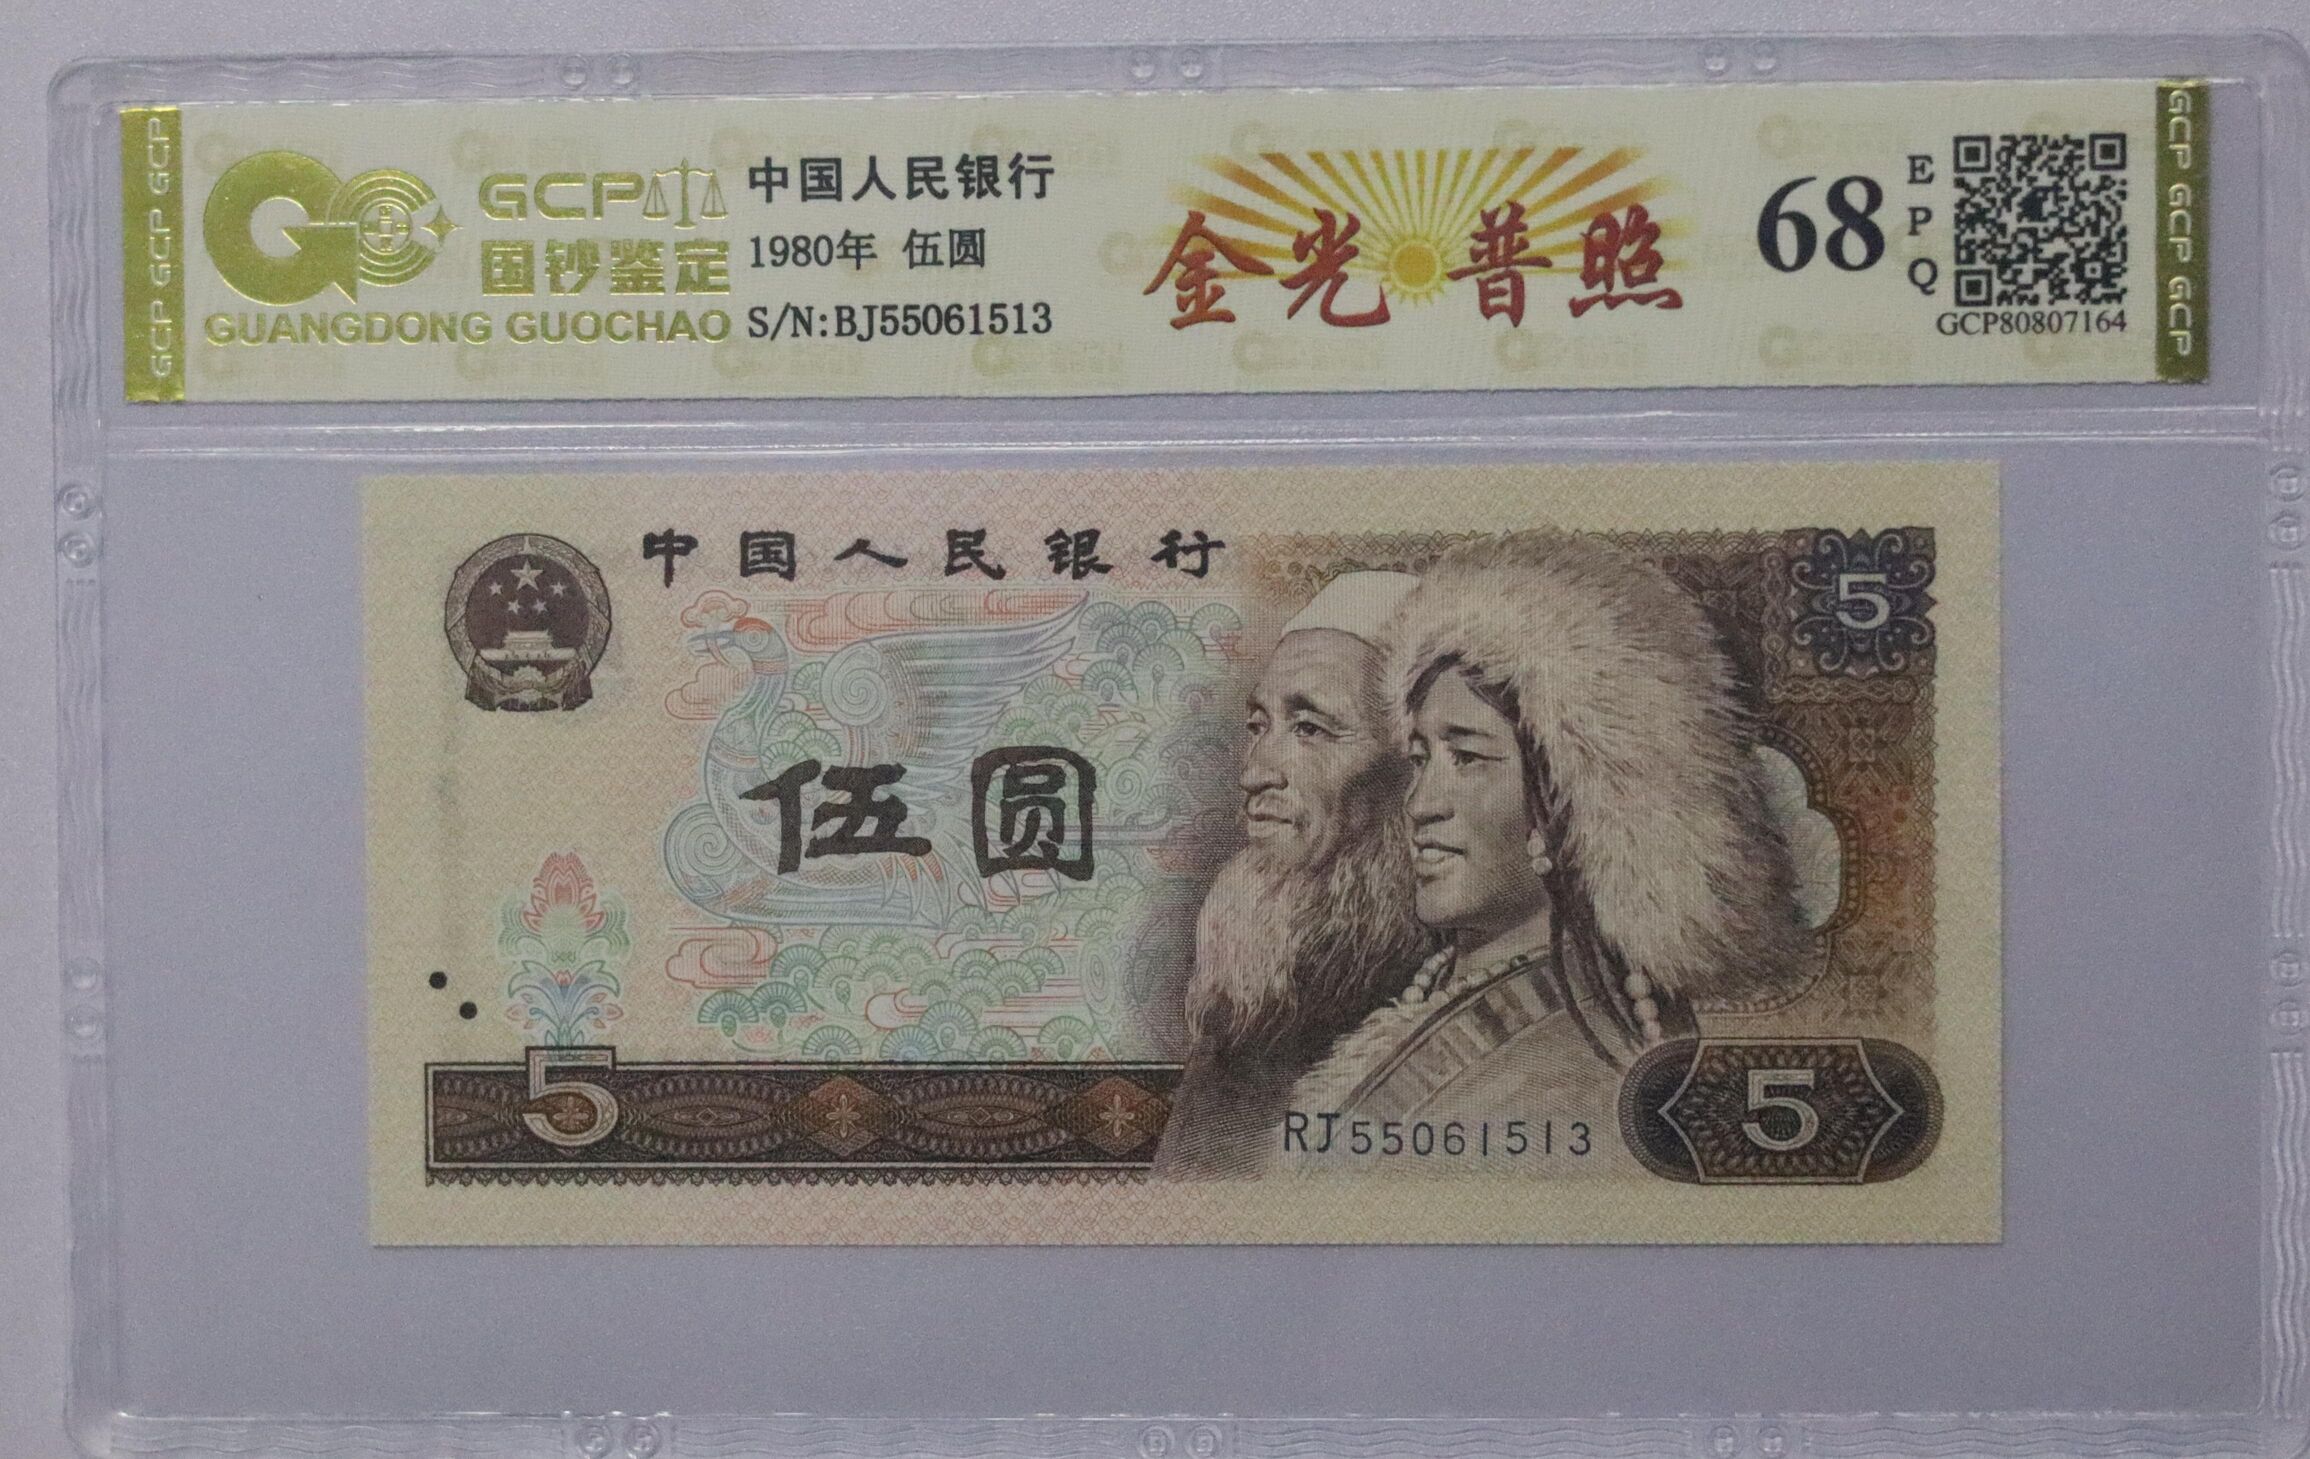 GCP GCP GCP
GCP
国钞鉴定
GUANGDONG GUOCHAO
中国人民银行
1980年 伍圆
S/N:BJ55061513
金光普照
68
EPQ
GCP80807164
GCP GCP GCP
中国人民银行
5
伍圆
5
RJ55061513
5